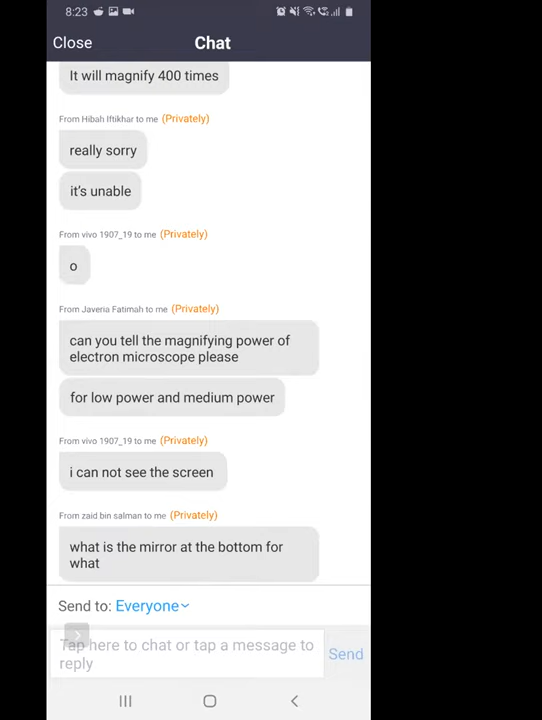 8:23
Close
Chat
It will magnify 400 times
From Hibah Iftikhar to me (Privately)
really sorry
it's unable
From vivo 1907_19 to me (Privately)
o
From Javeria Fatimah to me (Privately)
can you tell the magnifying power of
electron microscope please
for low power and medium power
From vivo 1907_19 to me (Privately)
i can not see the screen
From zaid bin salman to me (Privately)
what is the mirror at the bottom for
what
Send to: Everyone
Tap here to chat or tap a message to
reply
Send